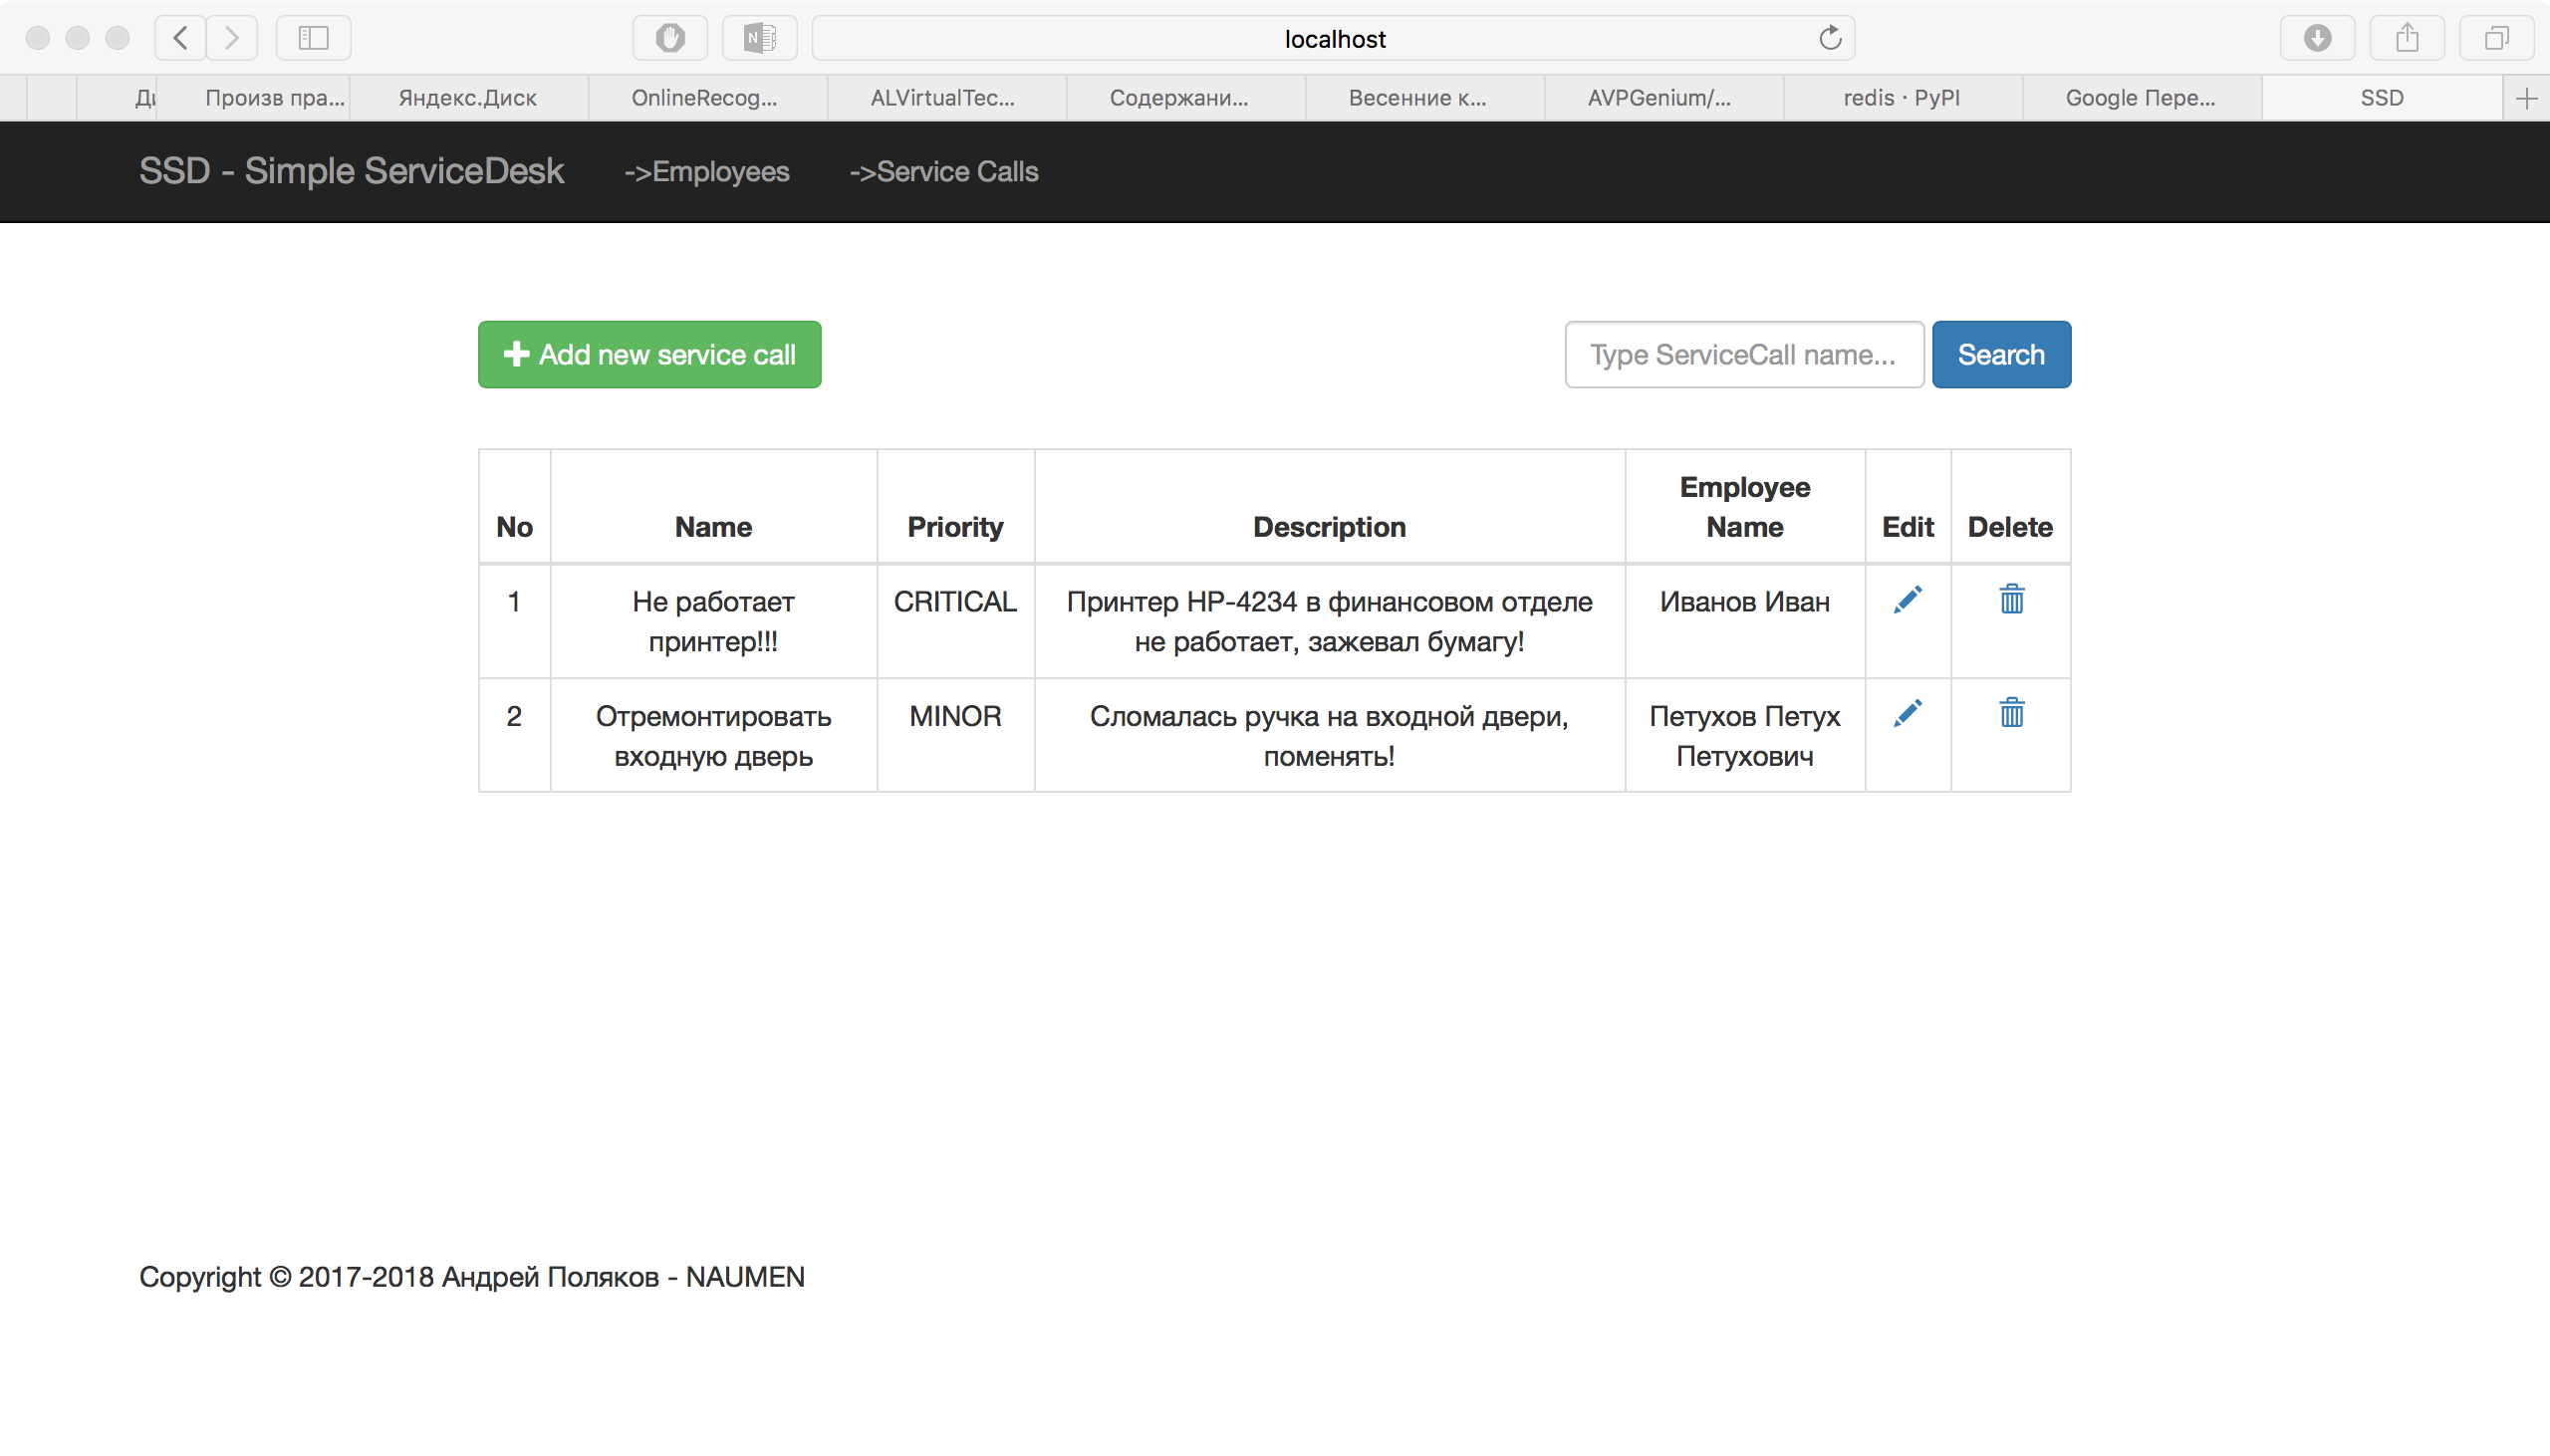 localhost
Произв пра...
Яндекс.Диск
OnlineRecog...
ALVirtualTec...
Содержани...
Весенние к...
AVPGenium/...
redis · PyPI
Google Пере...
SSD
SSD - Simple ServiceDesk
->Employees
->Service Calls
Add new service call
Type ServiceCall name...
Search
No
Name
Priority
Description
Employee
Name
Edit
Delete
1
Не работает
принтер!!!
CRITICAL
Принтер HP-4234 в финансовом отделе
не работает, зажевал бумагу!
Иванов Иван
2
Отремонтировать
входную дверь
MINOR
Сломалась ручка на входной двери,
поменять!
Петухов Петух
Петухович
Copyright © 2017-2018 Андрей Поляков - NAUMEN